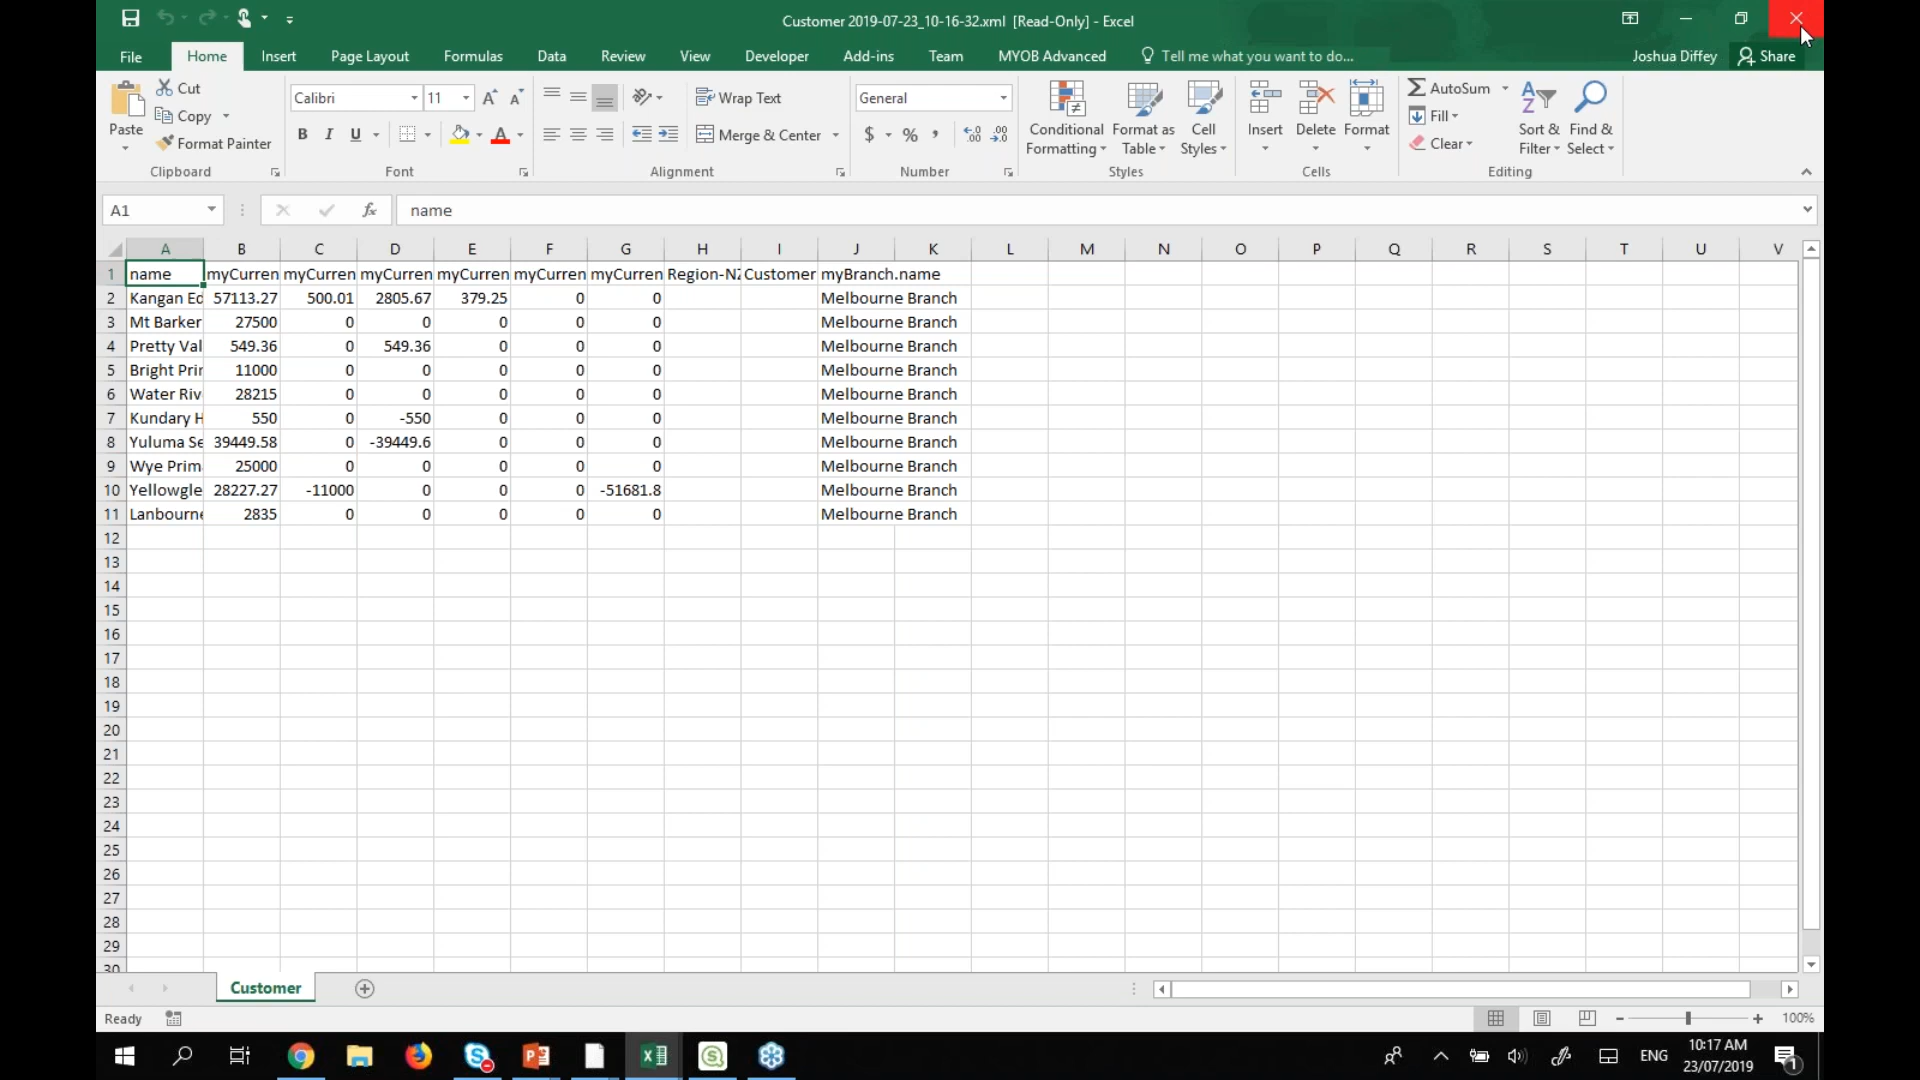 Customer 2019-07-23_10-16-32.xml [Read-Only] - Excel
File Home Insert Page Layout Formulas Data Review View Developer Add-ins Team MYOB Advanced Tell me what you want to do... Joshua Diffey Share
Paste
Cut
Copy
Format Painter
Clipboard
Calibri 11
B I U A
Font
Wrap Text
Merge & Center
Alignment
General
$ % ,
Number
Conditional Formatting
Format as Table
Cell Styles
Styles
Insert Delete Format
Cells
AutoSum
Fill
Clear
Sort & Filter
Find & Select
Editing
A1 fx name
A B C D E F G H I J K L M N O P Q R S T U V
1 name myCurren myCurren myCurren myCurren myCurren myCurren Region-NZ Customer myBranch.name
2 Kangan Ed 57113.27 500.01 2805.67 379.25 0 0 Melbourne Branch
3 Mt Barker 27500 0 0 0 0 0 Melbourne Branch
4 Pretty Val 549.36 0 549.36 0 0 0 Melbourne Branch
5 Bright Prin 11000 0 0 0 0 0 Melbourne Branch
6 Water Riv 28215 0 0 0 0 0 Melbourne Branch
7 Kundary H 550 0 -550 0 0 0 Melbourne Branch
8 Yuluma Se 39449.58 0 -39449.6 0 0 0 Melbourne Branch
9 Wye Prim 25000 0 0 0 0 0 Melbourne Branch
10 Yellowgle 28227.27 -11000 0 0 0 -51681.8 Melbourne Branch
11 Lanbourne 2835 0 0 0 0 0 Melbourne Branch
12
13
14
15
16
17
18
19
20
21
22
23
24
25
26
27
28
29
30
Customer
Ready 100%
ENG 10:17 AM
23/07/2019 1